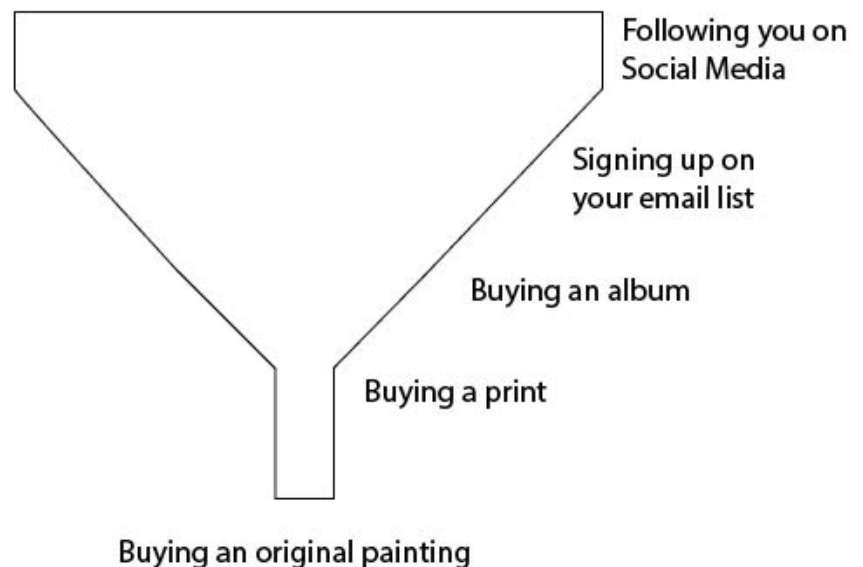 Following you on
Social Media
Signing up on
your email list
Buying an album
Buying a print
Buying an original painting